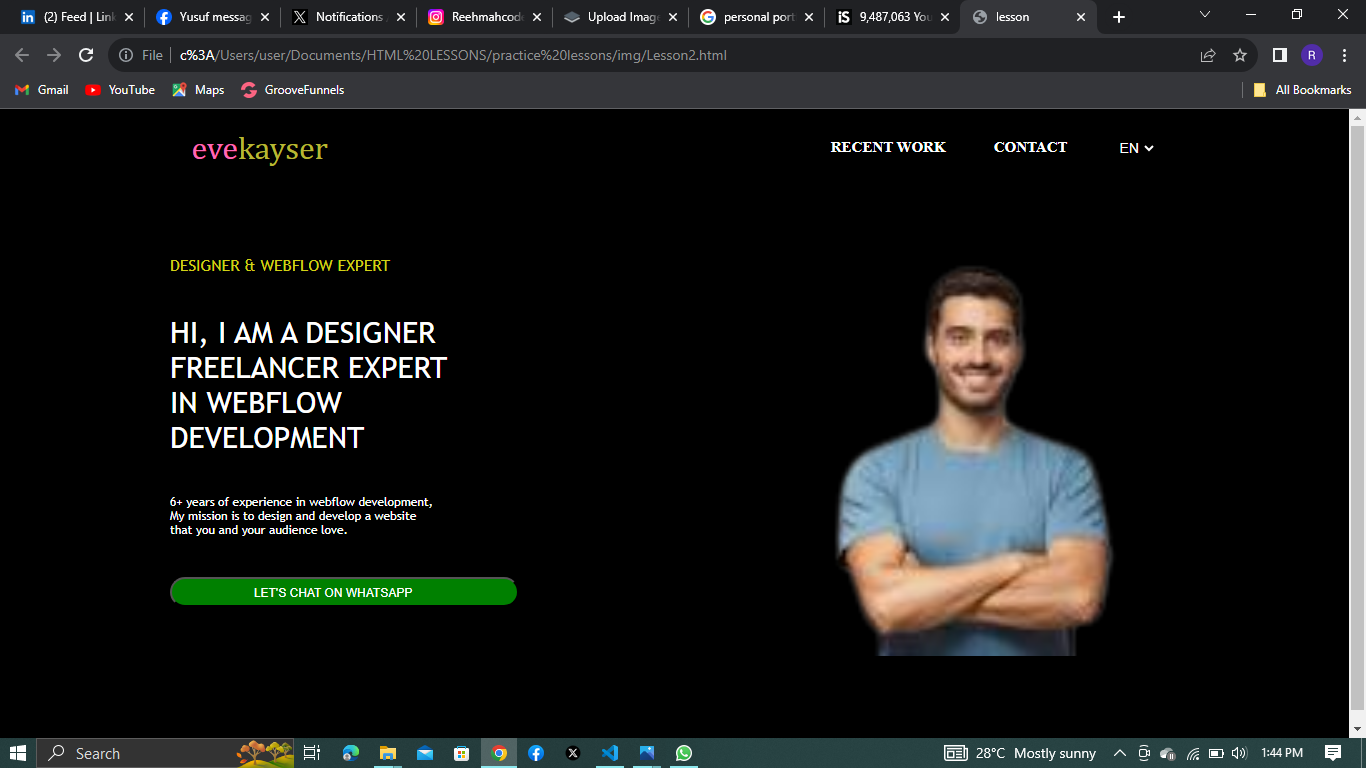 (2) Feed | Link
Yusuf messag
Notifications
Reehmahcod
Upload Image
personal port
iS 9,487,063 You
lesson
File
c%3A/Users/user/Documents/HTML%20LESSONS/practice%20lessons/img/Lesson2.html
R
Gmail
YouTube
Maps
GrooveFunnels
All Bookmarks
evekayser
RECENT WORK
CONTACT
EN
DESIGNER & WEBFLOW EXPERT
HI, I AM A DESIGNER
FREELANCER EXPERT
IN WEBFLOW
DEVELOPMENT
6+ years of experience in webflow development,
My mission is to design and develop a website
that you and your audience love.
LET'S CHAT ON WHATSAPP
Search
28°C Mostly sunny
1:44 PM